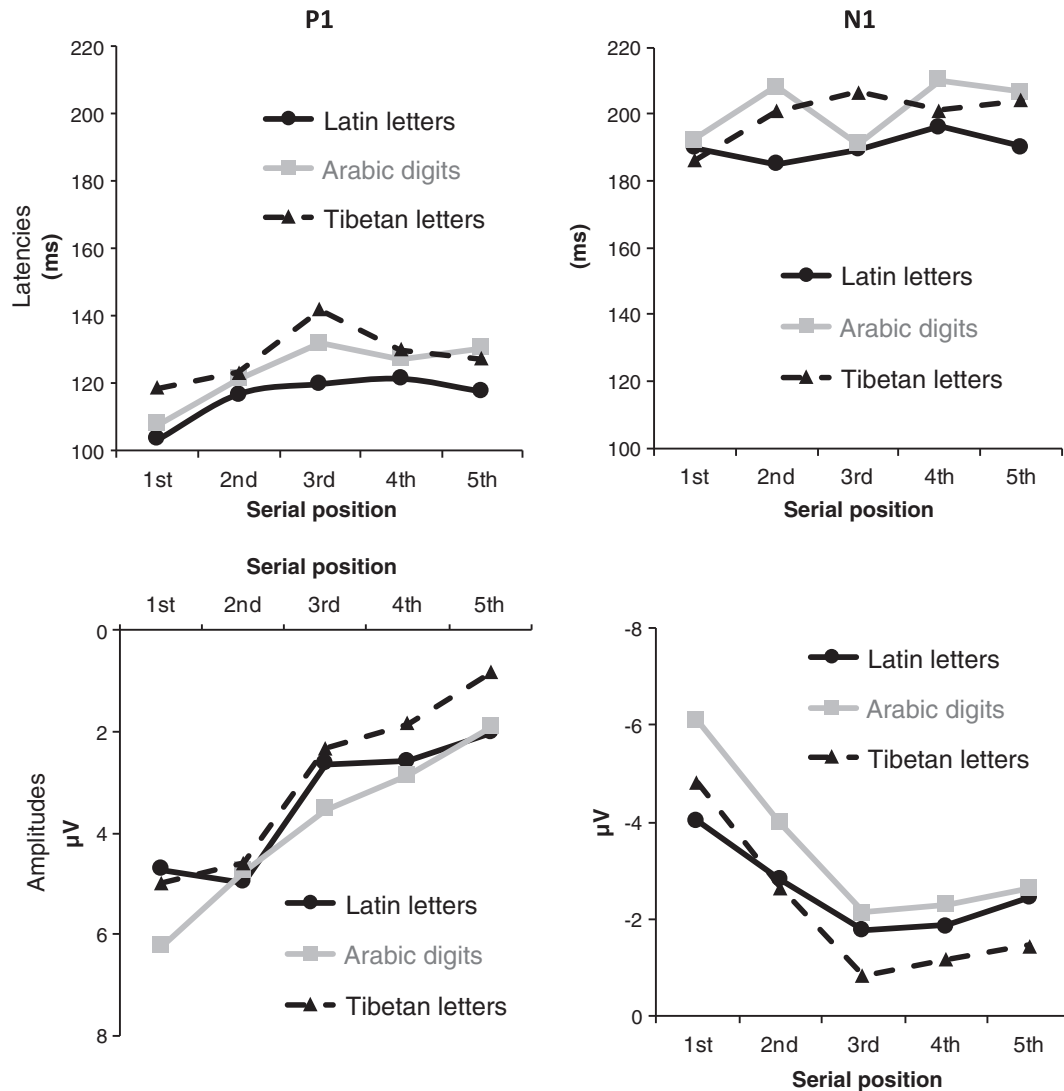 P1
220
200
180
160
140
120
100
Latencies
(ms)
Latin letters
Arabic digits
Tibetan letters
1st 2nd 3rd 4th 5th
Serial position
N1
220
200
180
160
140
120
100
(ms)
Latin letters
Arabic digits
Tibetan letters
1st 2nd 3rd 4th 5th
Serial position
Serial position
1st 2nd 3rd 4th 5th
0
2
4
6
8
Amplitudes
µV
Latin letters
Arabic digits
Tibetan letters
-8
-6
-4
-2
0
µV
Latin letters
Arabic digits
Tibetan letters
1st 2nd 3rd 4th 5th
Serial position